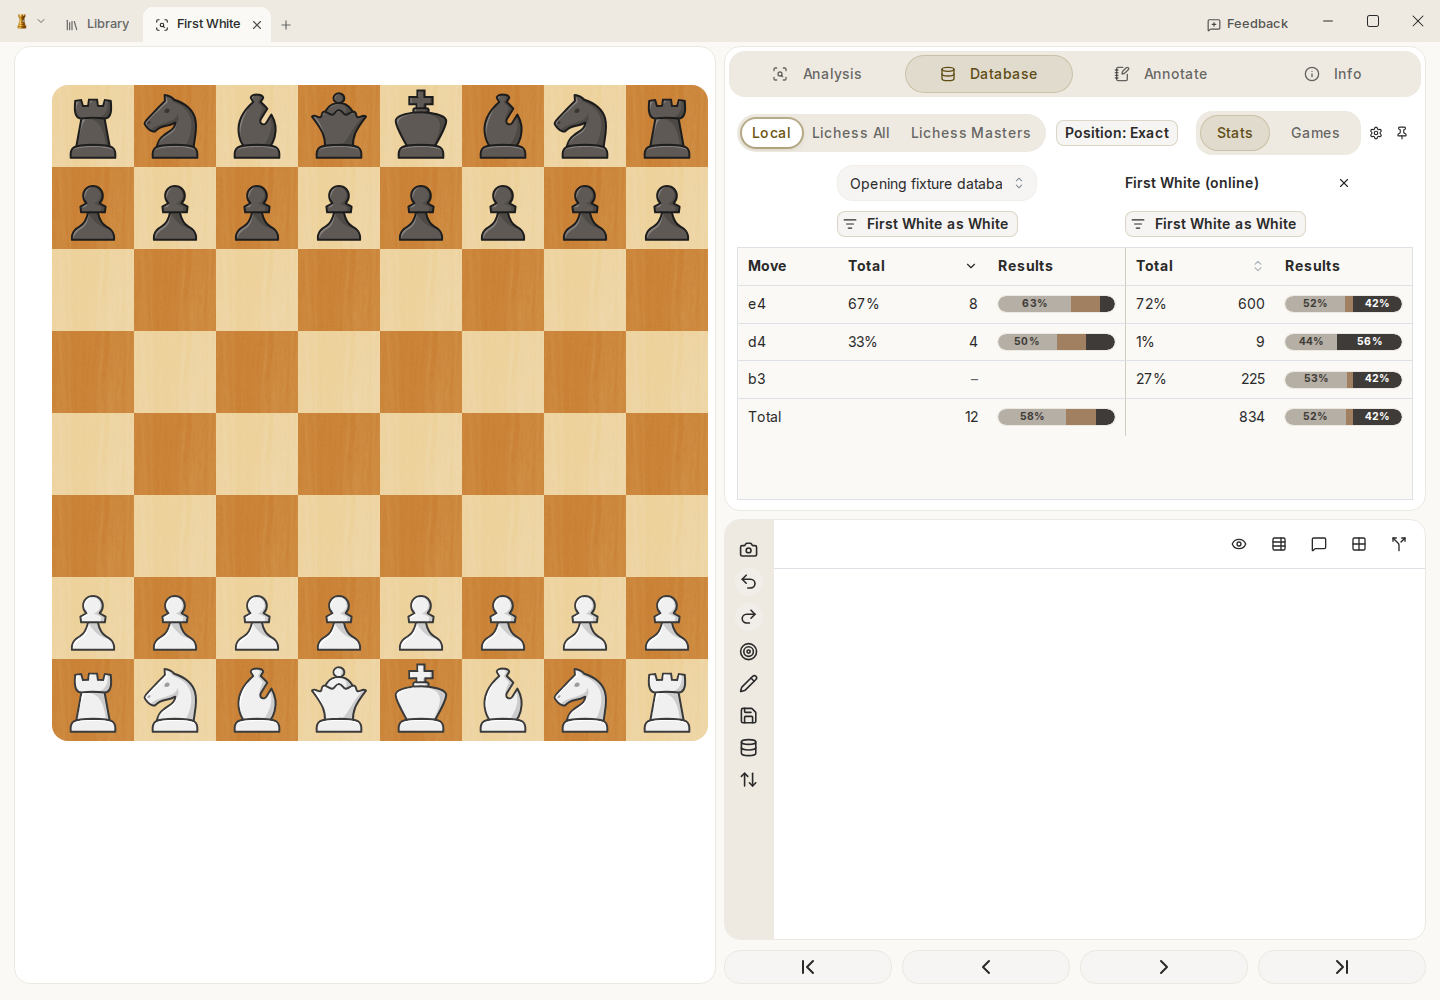 Library
First White
Feedback
Analysis
Database
Annotate
Info
Local
Lichess All
Lichess Masters
Position: Exact
Stats
Games
Opening fixture databa
First White (online)
First White as White
First White as White
Move Total Results Total Results
e4 67% 8 63% 72% 600 52% 42%
d4 33% 4 50% 1% 9 44% 56%
b3 – 27% 225 53% 42%
Total 12 58% 834 52% 42%